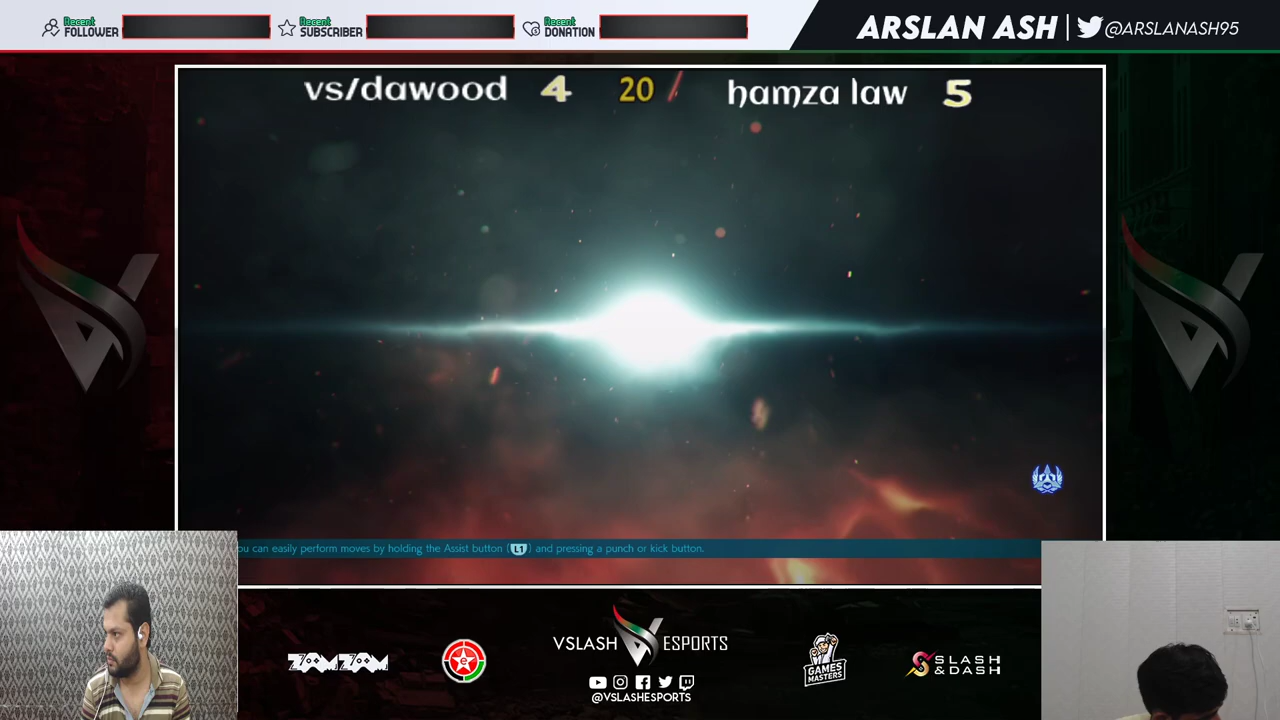 Recent
FOLLOWER
Recent
SUBSCRIBER
Recent
DONATION
ARSLAN ASH
@ARSLANASH95
vs/dawood 4 20 / hamza law 5
ou can easily perform moves by holding the Assist button (L1) and pressing a punch or kick button.
ZAMZAM
VSLASH ESPORTS
@VSLASHESPORTS
GAMES
MASTERS
SLASH
& DASH